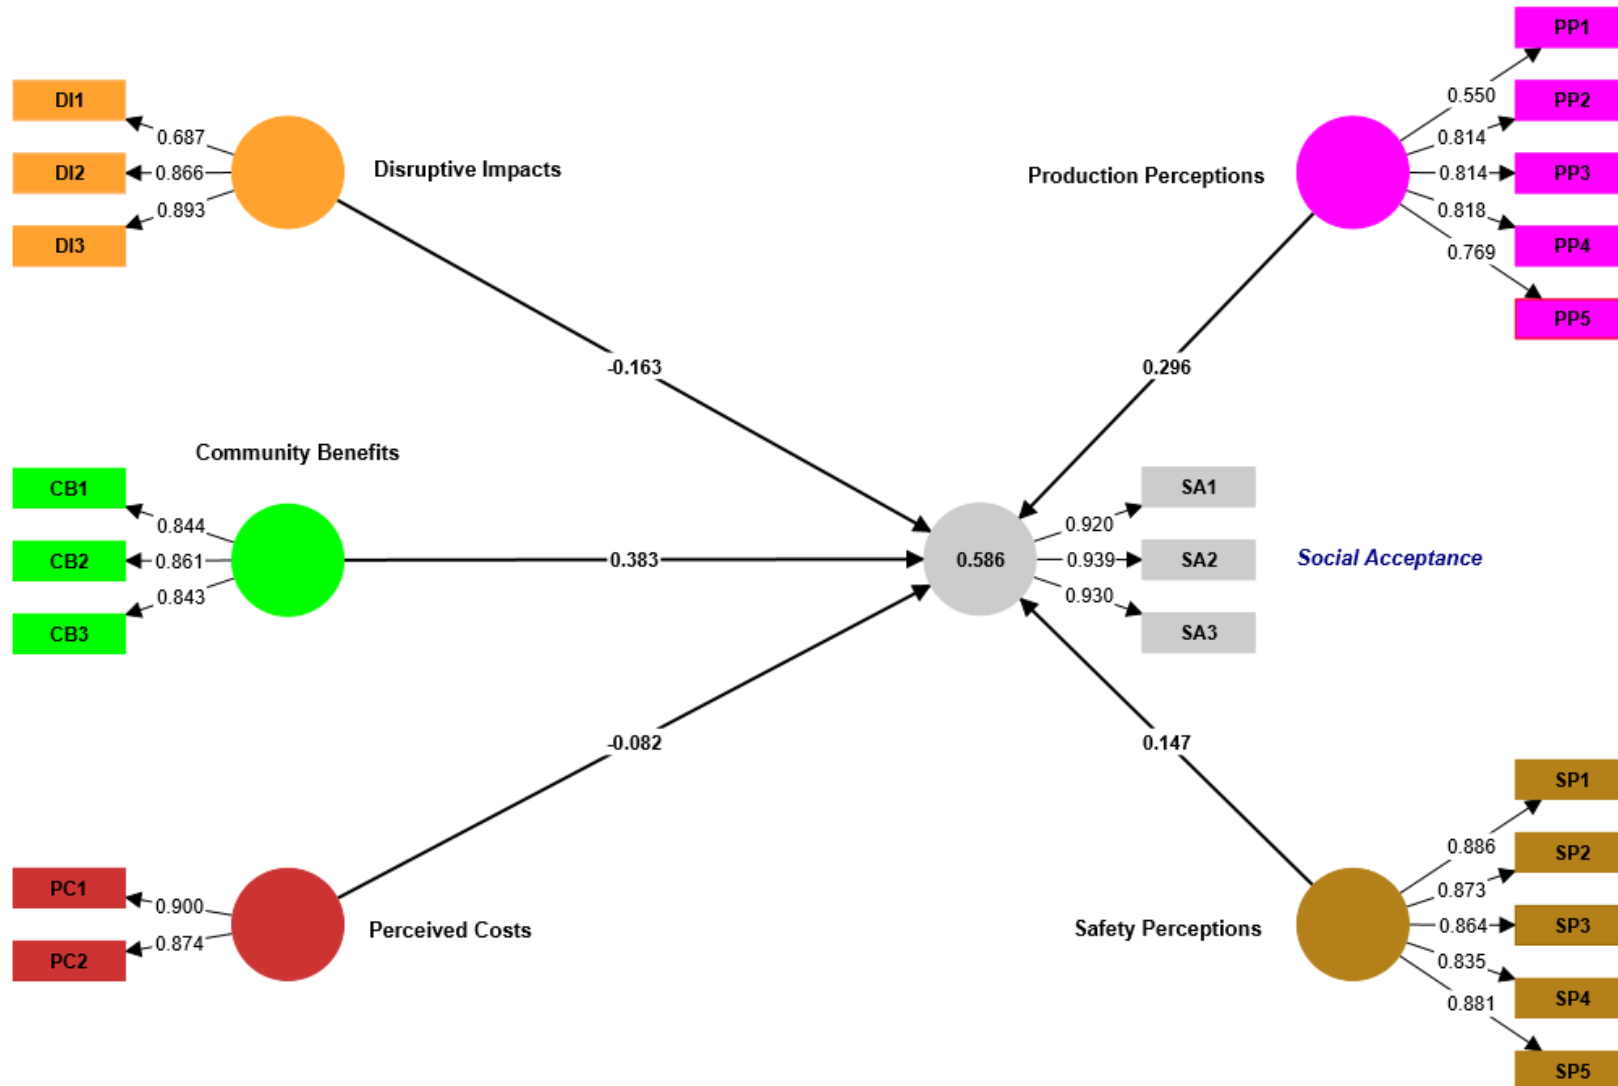 DI1
0.687
DI2
0.866
DI3
0.893
Disruptive Impacts
-0.163
Community Benefits
CB1
0.844
CB2
0.861
CB3
0.843
0.383
PC1
0.900
PC2
0.874
Perceived Costs
-0.082
PP1
0.550
PP2
0.814
PP3
0.814
PP4
0.818
PP5
0.769
Production Perceptions
0.296
0.586
SA1
0.920
SA2
0.939
SA3
0.930
Social Acceptance
0.147
Safety Perceptions
SP1
0.886
SP2
0.873
SP3
0.864
SP4
0.835
SP5
0.881